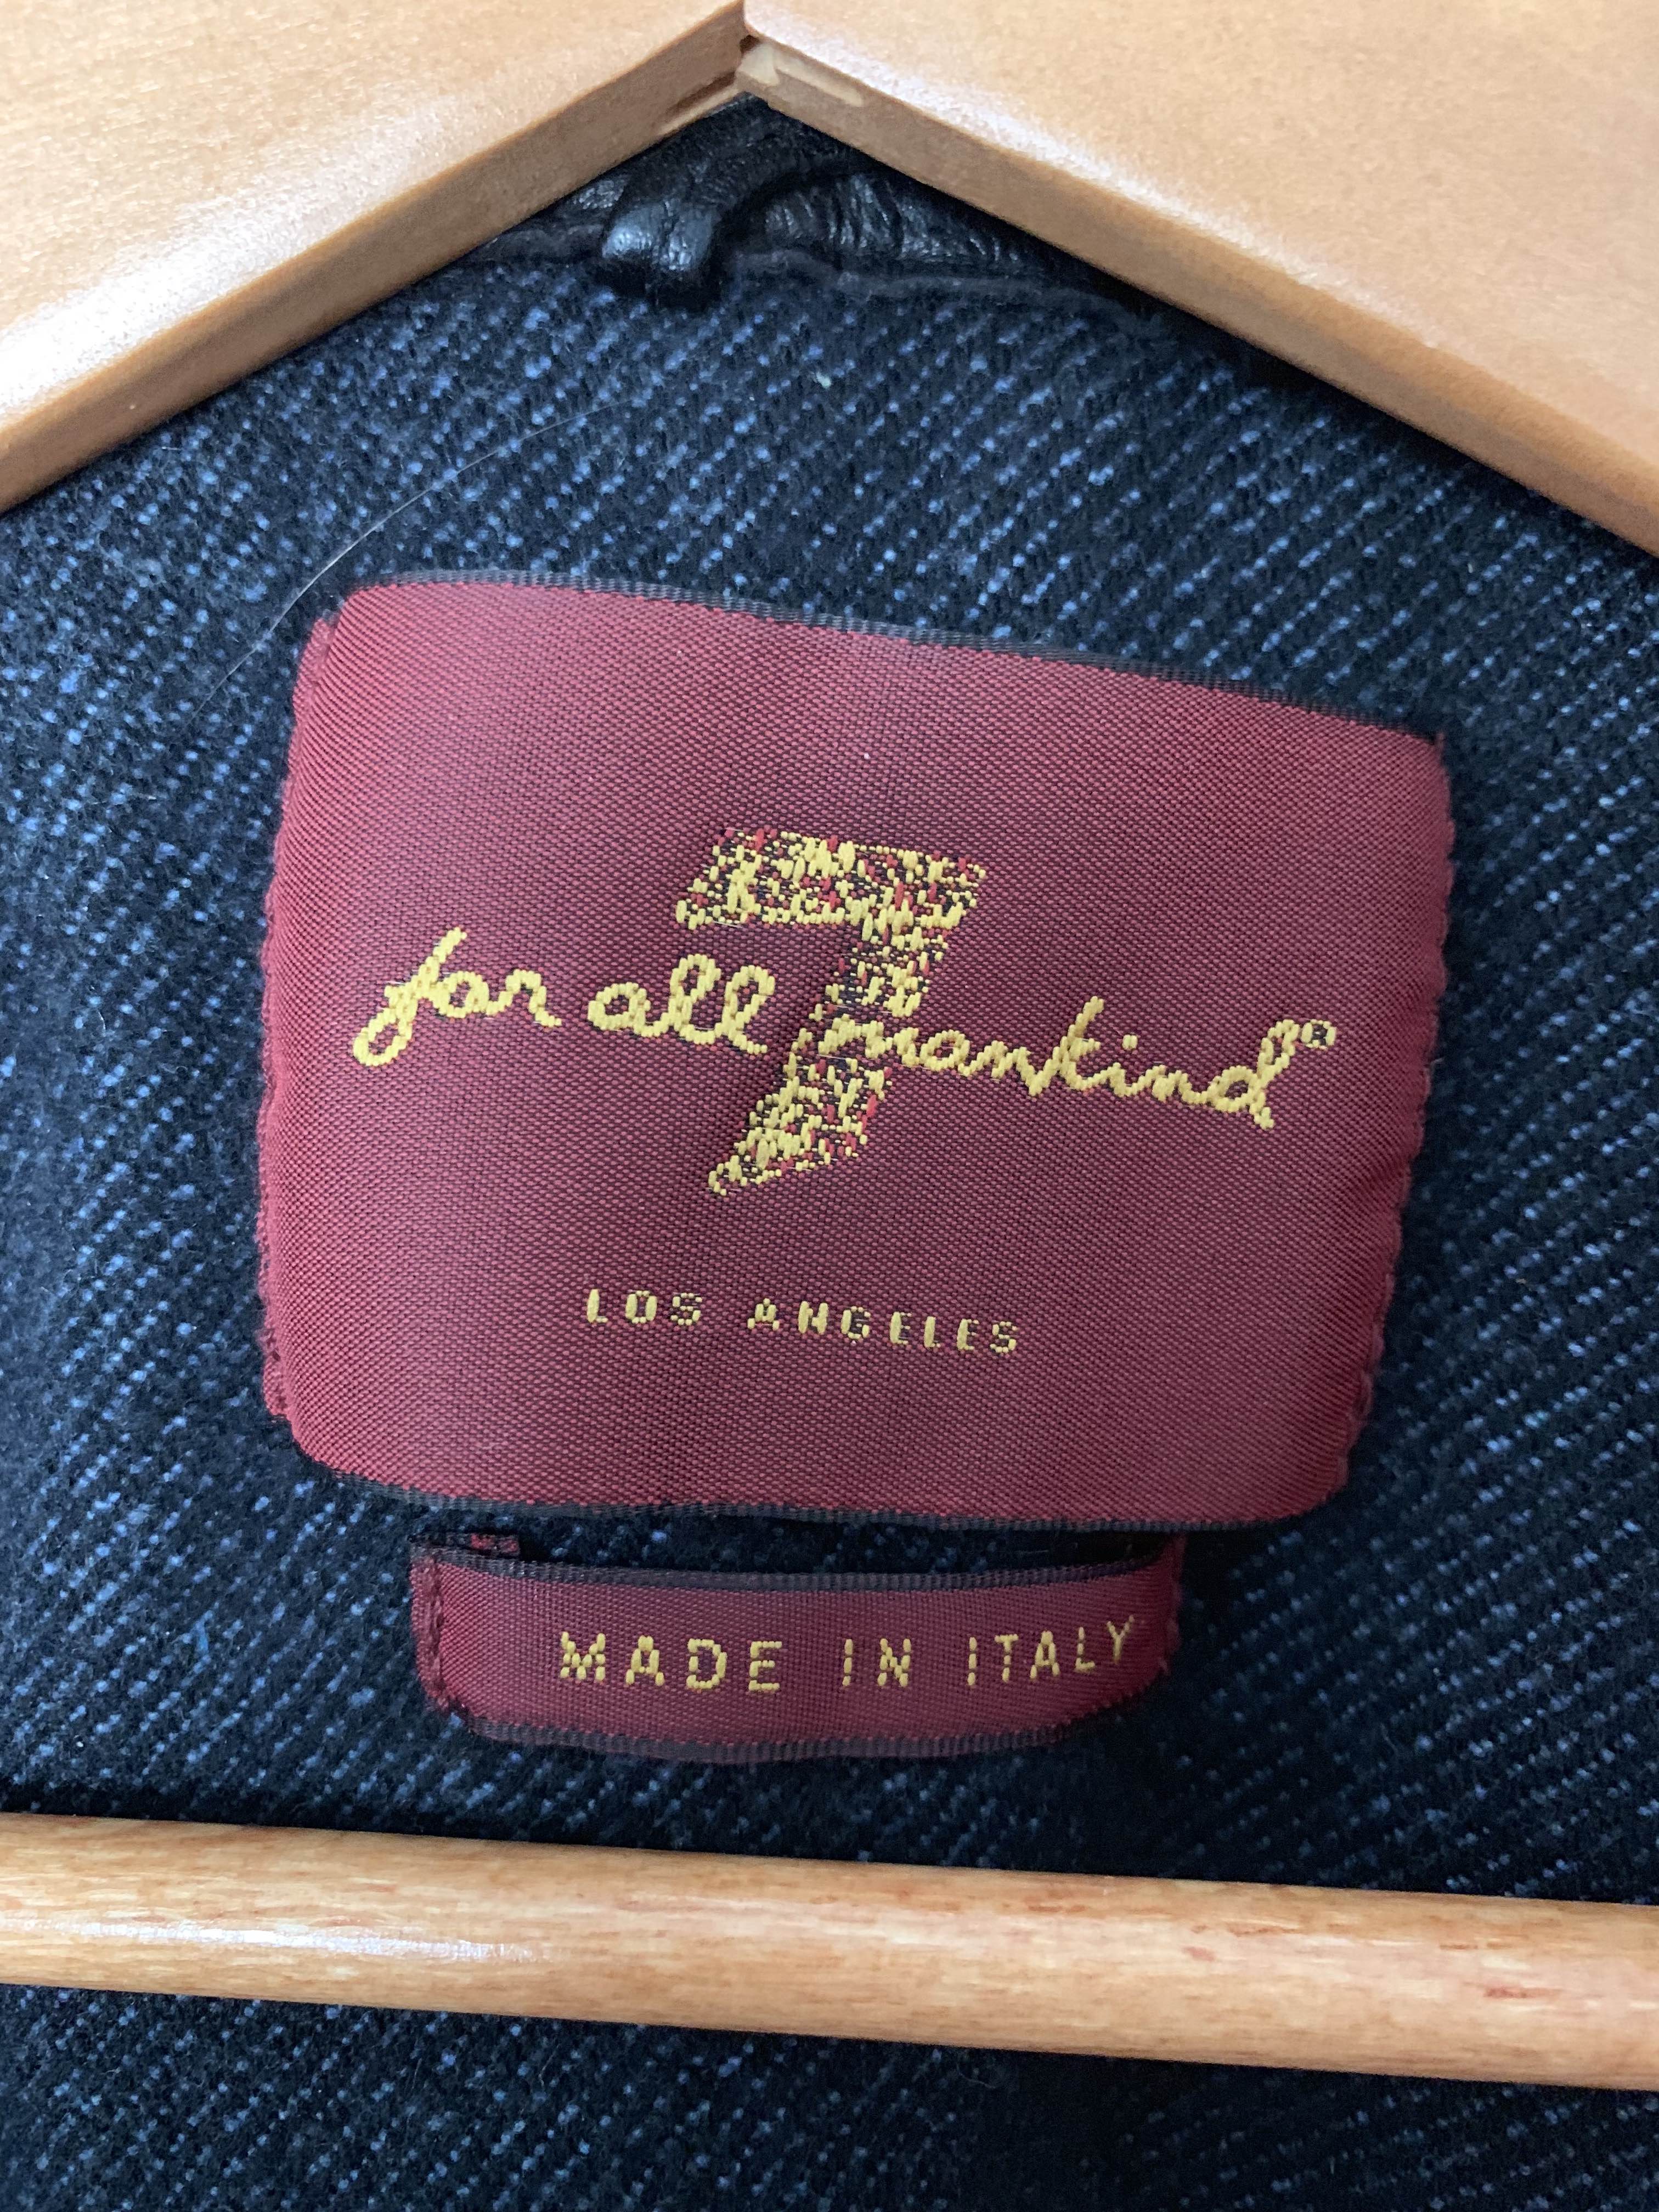 7
for all mankind®
LOS ANGELES
MADE IN ITALY